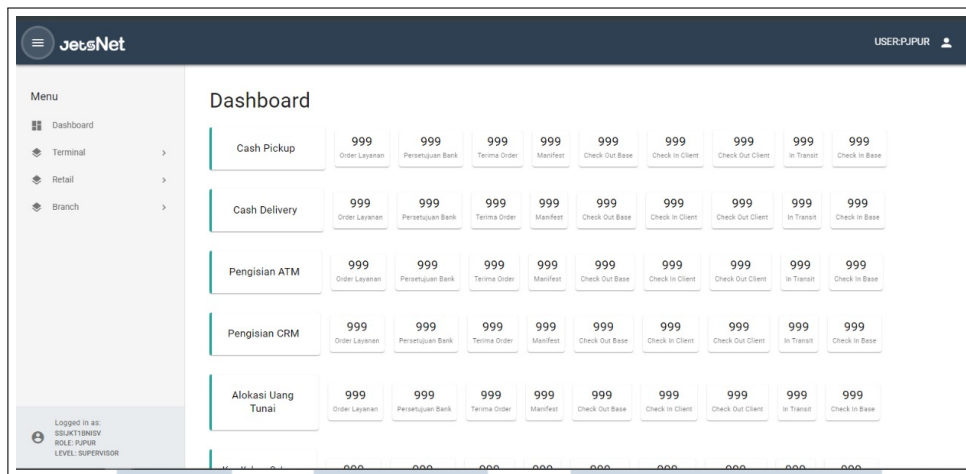 JetsNet
USER:PJPUR
Menu
Dashboard
Terminal
Retail
Branch
Logged in as:
SSIJKT1BNISV
ROLE: PJPUR
LEVEL: SUPERVISOR
Dashboard
Cash Pickup
999 999 999 999 999 999 999 999 999
Order Layanan Persetujuan Bank Terima Order Manifest Check Out Base Check In Client Check Out Client In Transit Check In Base
Cash Delivery
999 999 999 999 999 999 999 999 999
Order Layanan Persetujuan Bank Terima Order Manifest Check Out Base Check In Client Check Out Client In Transit Check In Base
Pengisian ATM
999 999 999 999 999 999 999 999 999
Order Layanan Persetujuan Bank Terima Order Manifest Check Out Base Check In Client Check Out Client In Transit Check In Base
Pengisian CRM
999 999 999 999 999 999 999 999 999
Order Layanan Persetujuan Bank Terima Order Manifest Check Out Base Check In Client Check Out Client In Transit Check In Base
Alokasi Uang
Tunai
999 999 999 999 999 999 999 999 999
Order Layanan Persetujuan Bank Terima Order Manifest Check Out Base Check In Client Check Out Client In Transit Check In Base